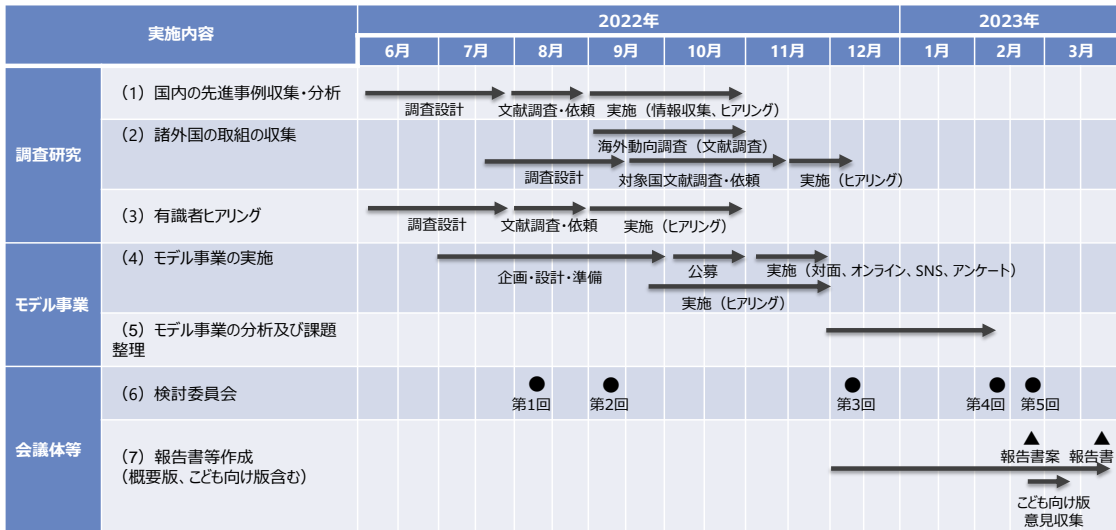 実施内容
2022年
2023年
6月
7月
8月
9月
10月
11月
12月
1月
2月
3月
調査研究
（1）国内の先進事例収集・分析
調査設計
文献調査・依頼
実施（情報収集、ヒアリング）
（2）諸外国の取組の収集
海外動向調査（文献調査）
調査設計
対象国文献調査・依頼
実施（ヒアリング）
（3）有識者ヒアリング
調査設計
文献調査・依頼
実施（ヒアリング）
モデル事業
（4）モデル事業の実施
企画・設計・準備
公募
実施（対面、オンライン、SNS、アンケート）
実施（ヒアリング）
（5）モデル事業の分析及び課題
整理
会議体等
（6）検討委員会
第1回
第2回
第3回
第4回
第5回
（7）報告書等作成
（概要版、こども向け版含む）
報告書案
報告書
こども向け版
意見収集